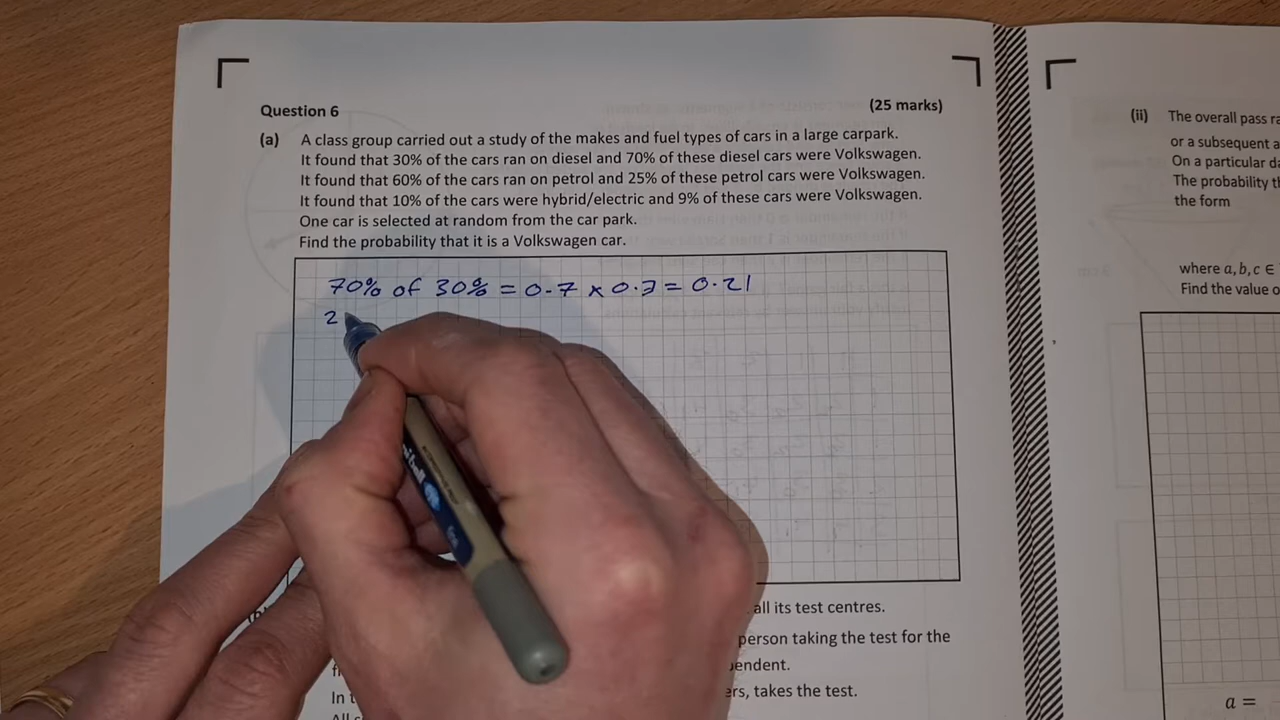 Question 6
(25 marks)
(a) A class group carried out a study of the makes and fuel types of cars in a large carpark.
It found that 30% of the cars ran on diesel and 70% of these diesel cars were Volkswagen.
It found that 60% of the cars ran on petrol and 25% of these petrol cars were Volkswagen.
It found that 10% of the cars were hybrid/electric and 9% of these cars were Volkswagen.
One car is selected at random from the car park.
Find the probability that it is a Volkswagen car.
70% of 30% = 0.7 × 0.3 = 0.21
2
all its test centres.
person taking the test for the
ers, takes the test.
In
(ii) The overall pass
or a subsequent
On a particular
The probability
the form
where a, b, c ∈
Find the value
a =